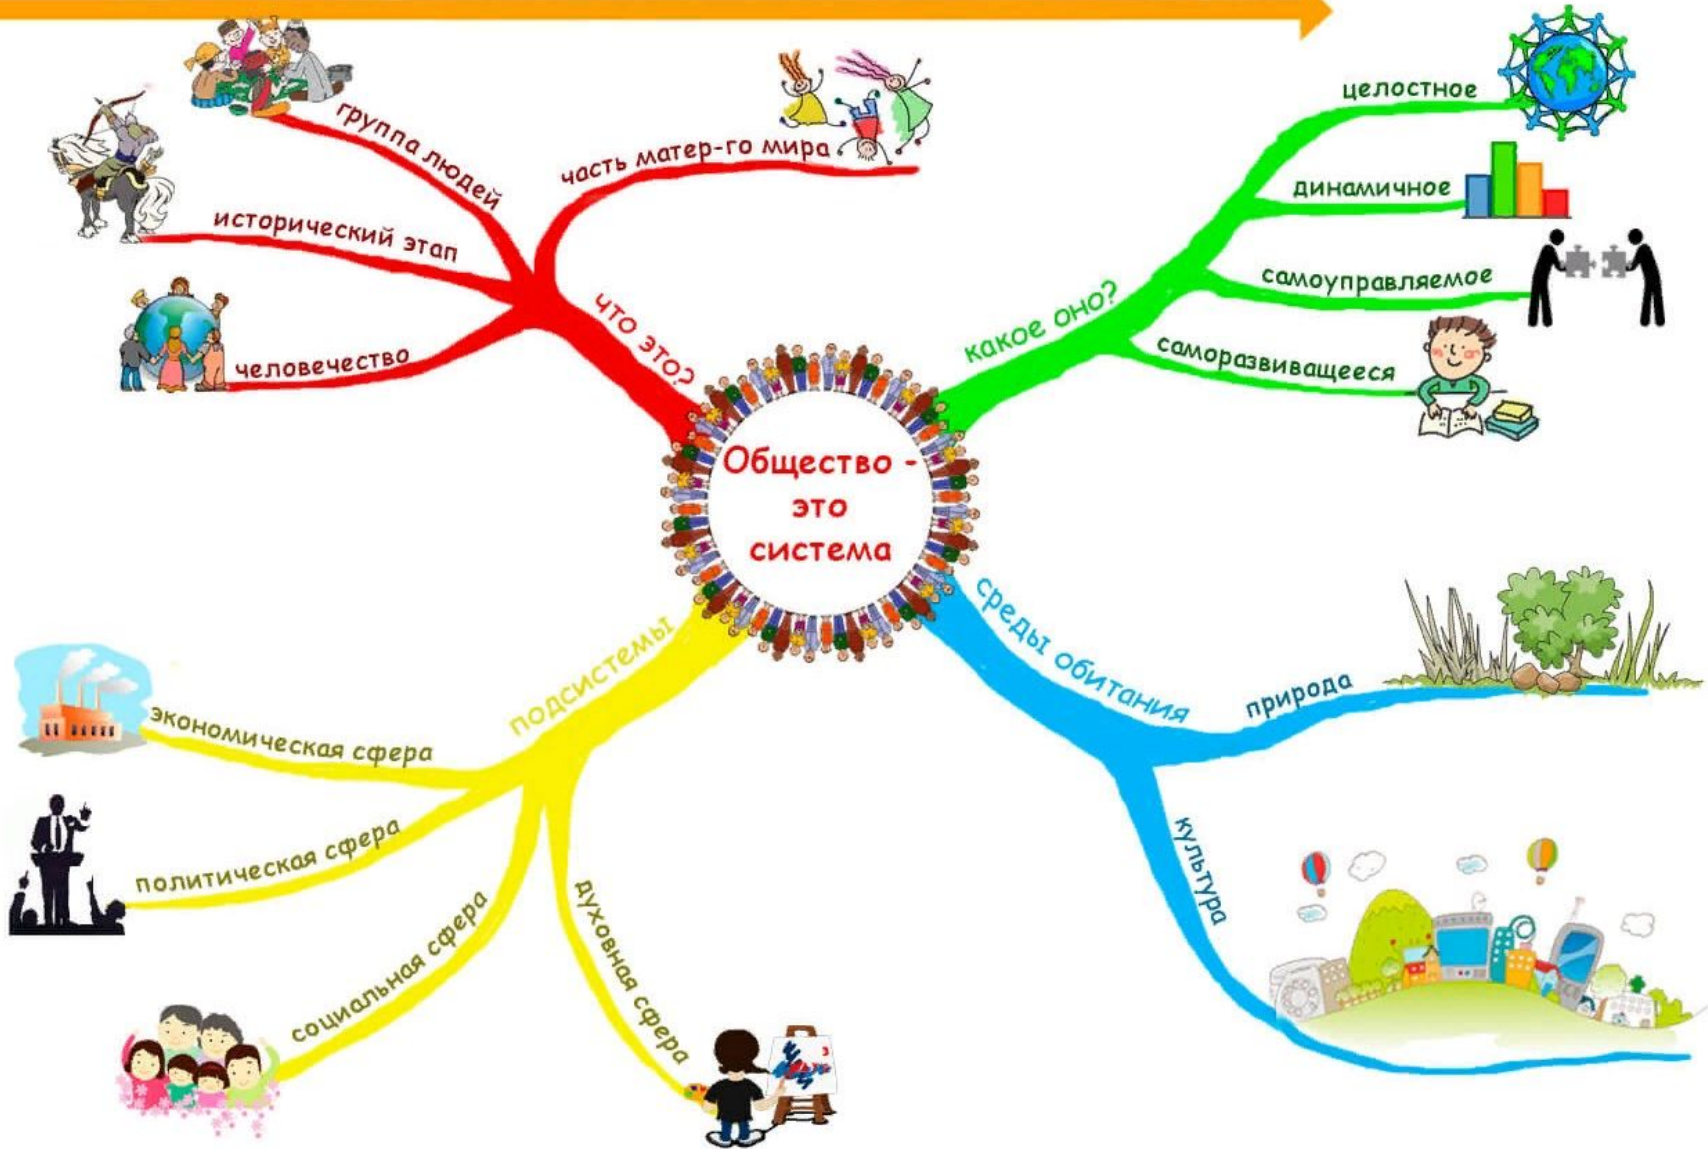 Общество -
это
система
что это?
группа людей
исторический этап
человечество
часть матер-го мира
какое оно?
целостное
динамичное
самоуправляемое
саморазвиващееся
среды обитания
природа
культура
подсистемы
экономическая сфера
политическая сфера
социальная сфера
духовная сфера